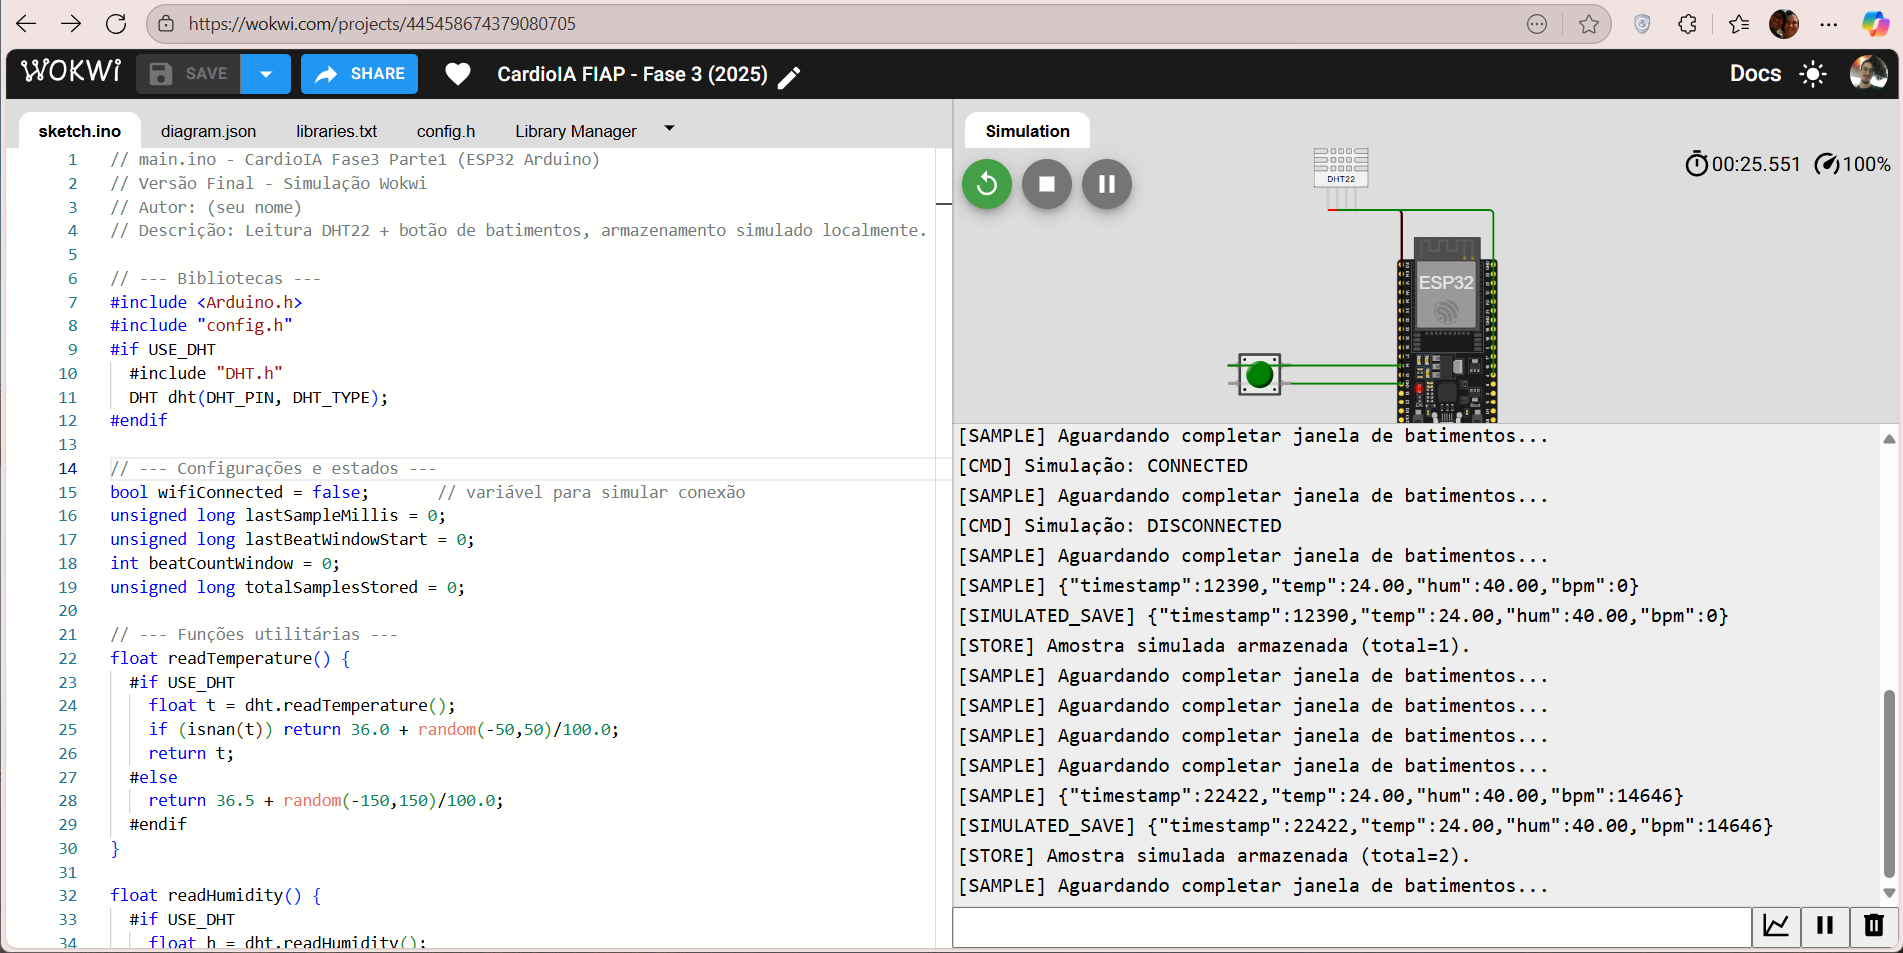 https://wokwi.com/projects/445458674379080705
WOKWi
SAVE
SHARE
CardioIA FIAP - Fase 3 (2025)
Docs
sketch.ino
diagram.json
libraries.txt
config.h
Library Manager
1 // main.ino - CardioIA Fase3 Parte1 (ESP32 Arduino)
2 // Versão Final - Simulação Wokwi
3 // Autor: (seu nome)
4 // Descrição: Leitura DHT22 + botão de batimentos, armazenamento simulado localmente.
5
6 // --- Bibliotecas ---
7 #include <Arduino.h>
8 #include "config.h"
9 #if USE_DHT
10 #include "DHT.h"
11 DHT dht(DHT_PIN, DHT_TYPE);
12 #endif
13
14 // --- Configurações e estados ---
15 bool wifiConnected = false; // variável para simular conexão
16 unsigned long lastSampleMillis = 0;
17 unsigned long lastBeatWindowStart = 0;
18 int beatCountWindow = 0;
19 unsigned long totalSamplesStored = 0;
20
21 // --- Funções utilitárias ---
22 float readTemperature() {
23 #if USE_DHT
24 float t = dht.readTemperature();
25 if (isnan(t)) return 36.0 + random(-50,50)/100.0;
26 return t;
27 #else
28 return 36.5 + random(-150,150)/100.0;
29 #endif
30 }
31
32 float readHumidity() {
33 #if USE_DHT
34 float h = dht.readHumidity();
Simulation
00:25.551
100%
DHT22
ESP32
[SAMPLE] Aguardando completar janela de batimentos...
[CMD] Simulação: CONNECTED
[SAMPLE] Aguardando completar janela de batimentos...
[CMD] Simulação: DISCONNECTED
[SAMPLE] Aguardando completar janela de batimentos...
[SAMPLE] {"timestamp":12390,"temp":24.00,"hum":40.00,"bpm":0}
[SIMULATED_SAVE] {"timestamp":12390,"temp":24.00,"hum":40.00,"bpm":0}
[STORE] Amostra simulada armazenada (total=1).
[SAMPLE] Aguardando completar janela de batimentos...
[SAMPLE] Aguardando completar janela de batimentos...
[SAMPLE] Aguardando completar janela de batimentos...
[SAMPLE] Aguardando completar janela de batimentos...
[SAMPLE] {"timestamp":22422,"temp":24.00,"hum":40.00,"bpm":14646}
[SIMULATED_SAVE] {"timestamp":22422,"temp":24.00,"hum":40.00,"bpm":14646}
[STORE] Amostra simulada armazenada (total=2).
[SAMPLE] Aguardando completar janela de batimentos...